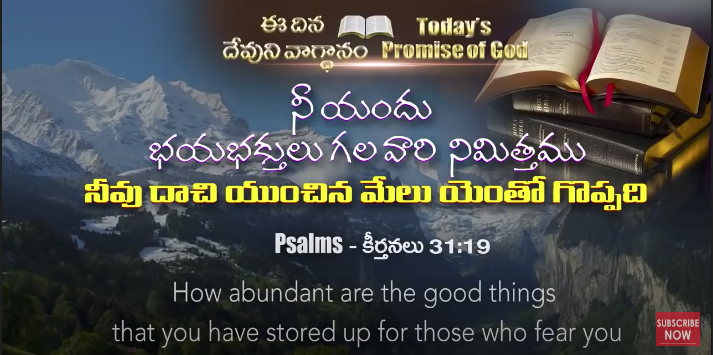 ఈ దిన Today's
దేవుని వాగ్ధానం Promise of God
నీ యందు
భయభక్తులు గల వారి నిమిత్తము
నీవు దాచి యుంచిన మేలు యెంతో గొప్పది
Psalms - కీర్తనలు 31:19
How abundant are the good things
that you have stored up for those who fear you
SUBSCRIBE
NOW